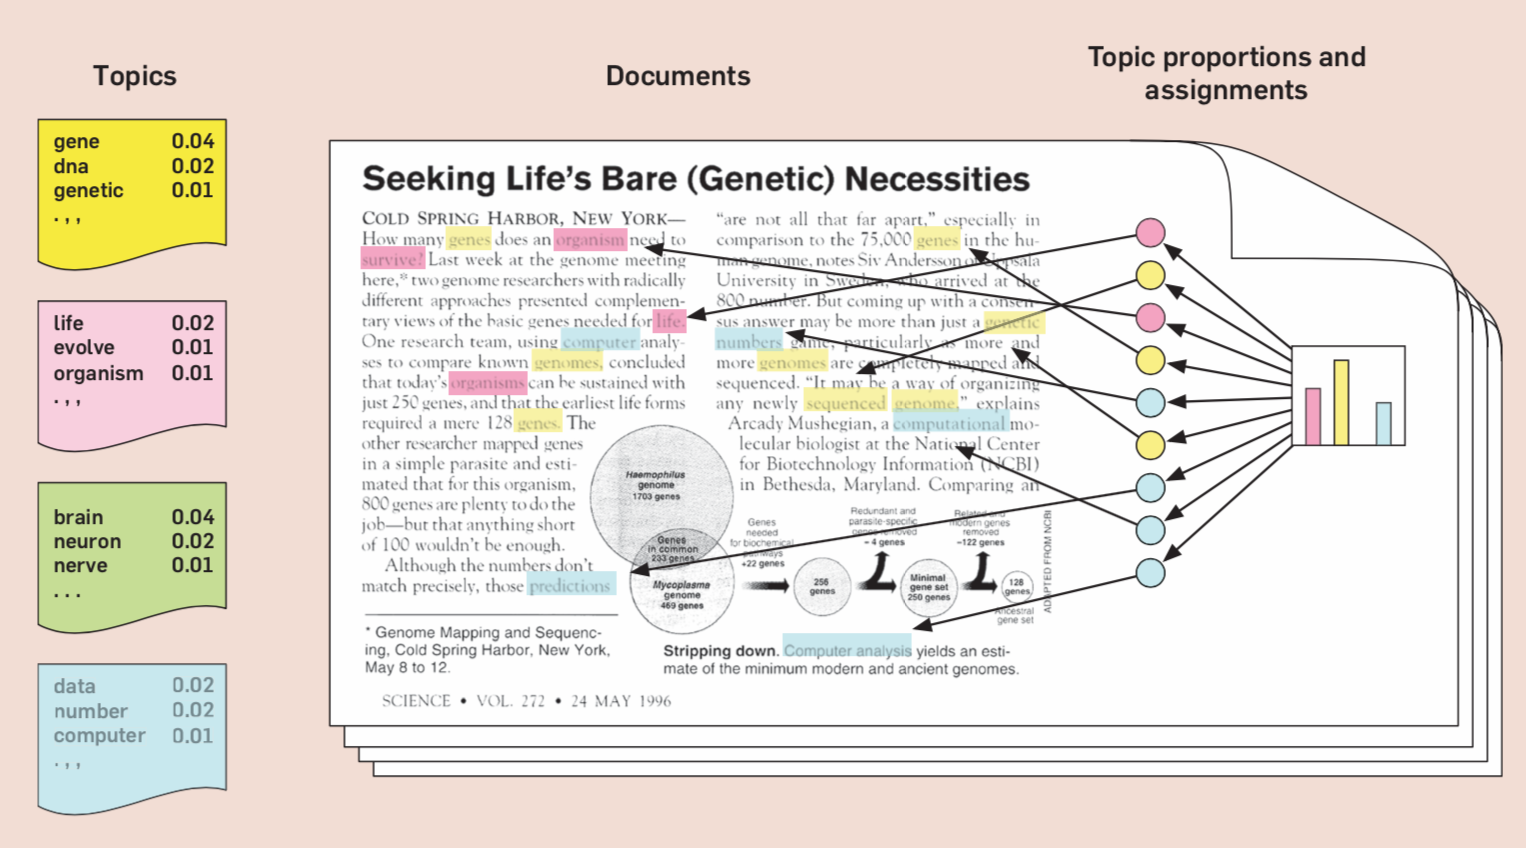 Topics
gene 0.04
dna 0.02
genetic 0.01
. , ,
life 0.02
evolve 0.01
organism 0.01
. , ,
brain 0.04
neuron 0.02
nerve 0.01
. . .
data 0.02
number 0.02
computer 0.01
. , ,
Documents
Seeking Life’s Bare (Genetic) Necessities
COLD SPRING HARBOR, NEW YORK—
How many genes does an organism need to
survive? Last week at the genome meeting
here,* two genome researchers with radically
different approaches presented complemen-
tary views of the basic genes needed for life.
One research team, using computer analy-
ses to compare known genomes, concluded
that today’s organisms can be sustained with
just 250 genes, and that the earliest life forms
required a mere 128 genes. The
other researcher mapped genes
in a simple parasite and esti-
mated that for this organism,
800 genes are plenty to do the
job—but that anything short
of 100 wouldn’t be enough.
Although the numbers don’t
match precisely, those predictions
* Genome Mapping and Sequenc-
ing, Cold Spring Harbor, New York,
May 8 to 12.
“are not all that far apart,” especially in
comparison to the 75,000 genes in the hu-
man genome, notes Siv Andersson of Uppsala
University in Sweden, who arrived at the
800 number. But coming up with a consen-
sus answer may be more than just a genetic
numbers game, particularly as more and
more genomes are completely mapped and
sequenced. “It may be a way of organizing
any newly sequenced genome,” explains
Arcady Mushegian, a computational mo-
lecular biologist at the National Center
for Biotechnology Information (NCBI)
in Bethesda, Maryland. Comparing an
Haemophilus
genome
1703 genes
Genes
in common
233 genes
Mycoplasma
genome
469 genes
Genes
needed
for biochemical
pathways
+22 genes
256
genes
Redundant and
parasite-specific
genes removed
– 4 genes
Minimal
gene set
250 genes
Related and
modern genes
removed
–122 genes
128
genes
Ancestral
gene set
ADAPTED FROM NCBI
Stripping down. Computer analysis yields an esti-
mate of the minimum modern and ancient genomes.
SCIENCE • VOL. 272 • 24 MAY 1996
Topic proportions and
assignments